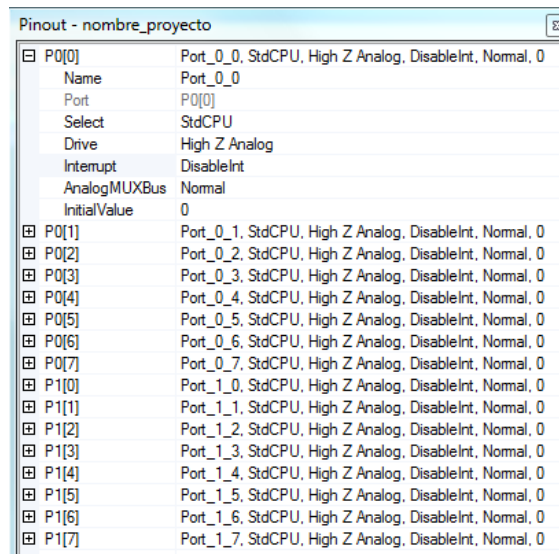 Pinout - nombre_proyecto
P0[0] Port_0_0, StdCPU, High Z Analog, DisableInt, Normal, 0
Name Port_0_0
Port P0[0]
Select StdCPU
Drive High Z Analog
Interrupt DisableInt
AnalogMUXBus Normal
InitialValue 0
P0[1] Port_0_1, StdCPU, High Z Analog, DisableInt, Normal, 0
P0[2] Port_0_2, StdCPU, High Z Analog, DisableInt, Normal, 0
P0[3] Port_0_3, StdCPU, High Z Analog, DisableInt, Normal, 0
P0[4] Port_0_4, StdCPU, High Z Analog, DisableInt, Normal, 0
P0[5] Port_0_5, StdCPU, High Z Analog, DisableInt, Normal, 0
P0[6] Port_0_6, StdCPU, High Z Analog, DisableInt, Normal, 0
P0[7] Port_0_7, StdCPU, High Z Analog, DisableInt, Normal, 0
P1[0] Port_1_0, StdCPU, High Z Analog, DisableInt, Normal, 0
P1[1] Port_1_1, StdCPU, High Z Analog, DisableInt, Normal, 0
P1[2] Port_1_2, StdCPU, High Z Analog, DisableInt, Normal, 0
P1[3] Port_1_3, StdCPU, High Z Analog, DisableInt, Normal, 0
P1[4] Port_1_4, StdCPU, High Z Analog, DisableInt, Normal, 0
P1[5] Port_1_5, StdCPU, High Z Analog, DisableInt, Normal, 0
P1[6] Port_1_6, StdCPU, High Z Analog, DisableInt, Normal, 0
P1[7] Port_1_7, StdCPU, High Z Analog, DisableInt, Normal, 0